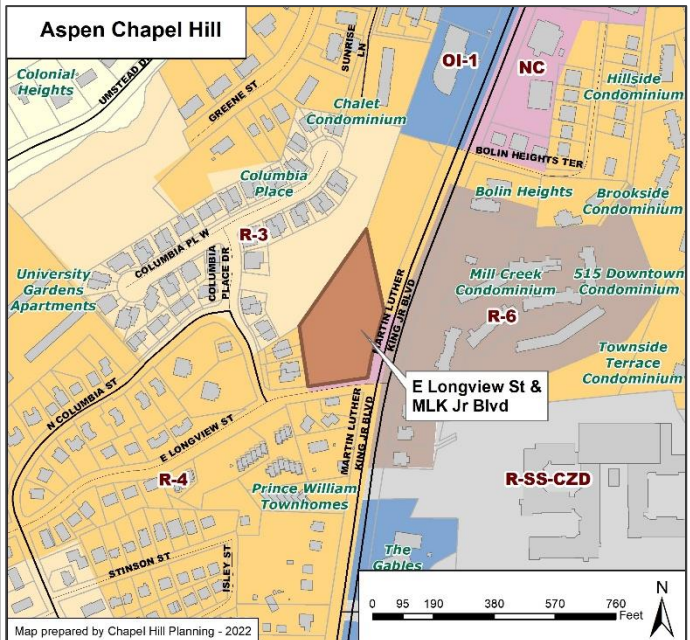 Aspen Chapel Hill
Colonial
Heights
UMSTEAD DR
GREENE ST
SUNRISE
LN
OI-1
NC
Hillside
Condominium
Chalet
Condominium
BOLIN HEIGHTS TER
Columbia
Place
Bolin Heights
Brookside
Condominium
R-3
COLUMBIA PL W
COLUMBIA
PLACE DR
University
Gardens
Apartments
MARTIN LUTHER
KING JR BLVD
Mill Creek
Condominium
515 Downtown
Condominium
R-6
Townside
Terrace
Condominium
E Longview St &
MLK Jr Blvd
N COLUMBIA ST
E LONGVIEW ST
MARTIN LUTHER
KING JR BLVD
R-4
Prince William
Townhomes
R-SS-CZD
STINSON ST
ISLEY ST
The
Gables
0 95 190 380 570 760
Feet
N
Map prepared by Chapel Hill Planning - 2022